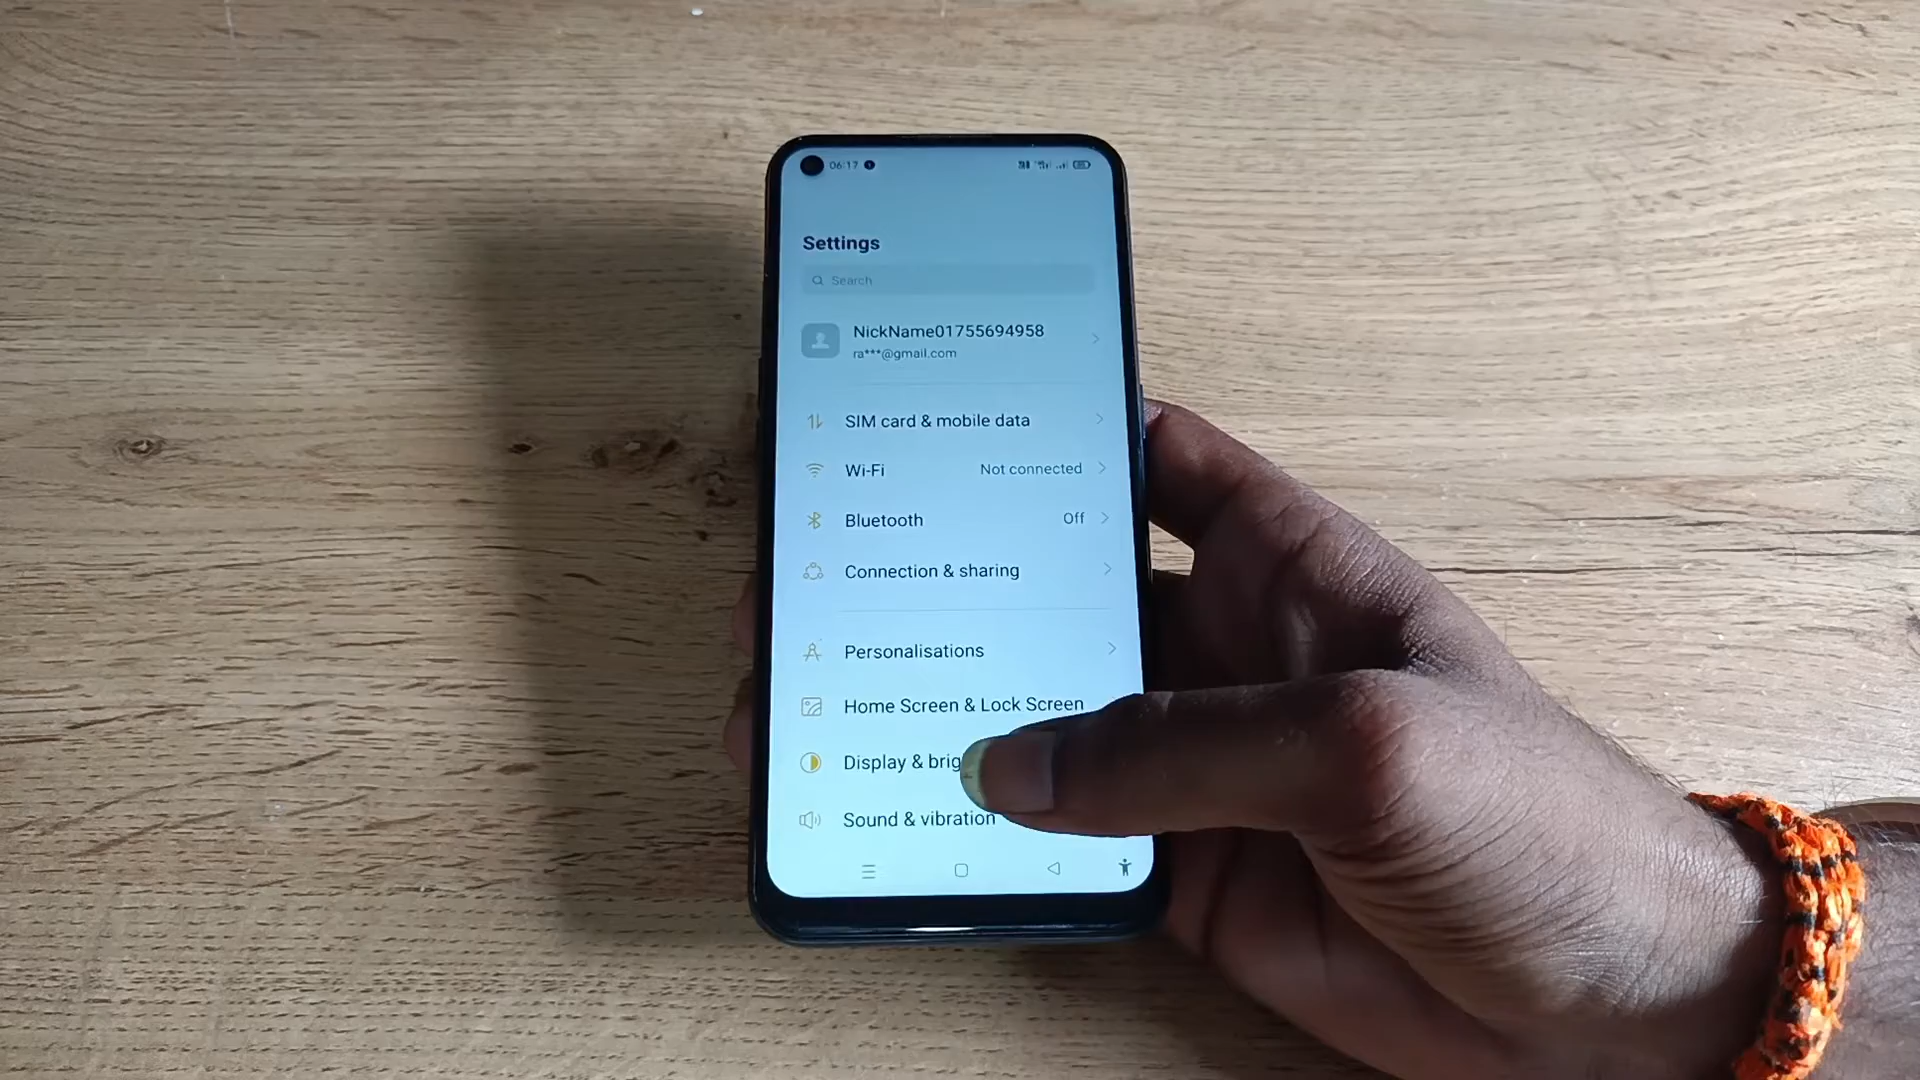 06:17
Settings
Search
NickName01755694958
ra***@gmail.com
SIM card & mobile data
Wi-Fi Not connected
Bluetooth Off
Connection & sharing
Personalisations
Home Screen & Lock Screen
Display & brig
Sound & vibration